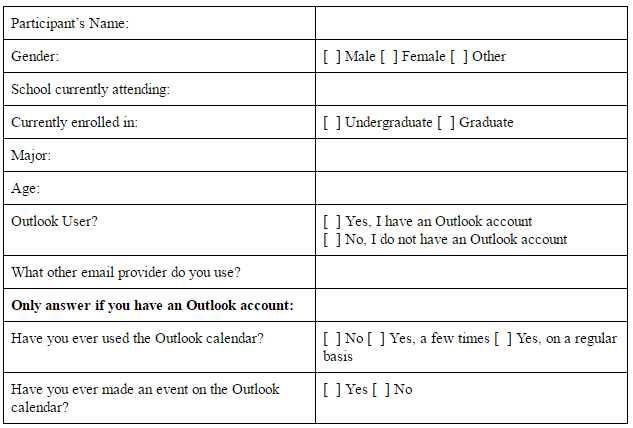 Participant’s Name:
Gender: [ ] Male [ ] Female [ ] Other
School currently attending:
Currently enrolled in: [ ] Undergraduate [ ] Graduate
Major:
Age:
Outlook User? [ ] Yes, I have an Outlook account
[ ] No, I do not have an Outlook account
What other email provider do you use?
Only answer if you have an Outlook account:
Have you ever used the Outlook calendar? [ ] No [ ] Yes, a few times [ ] Yes, on a regular
basis
Have you ever made an event on the Outlook [ ] Yes [ ] No
calendar?